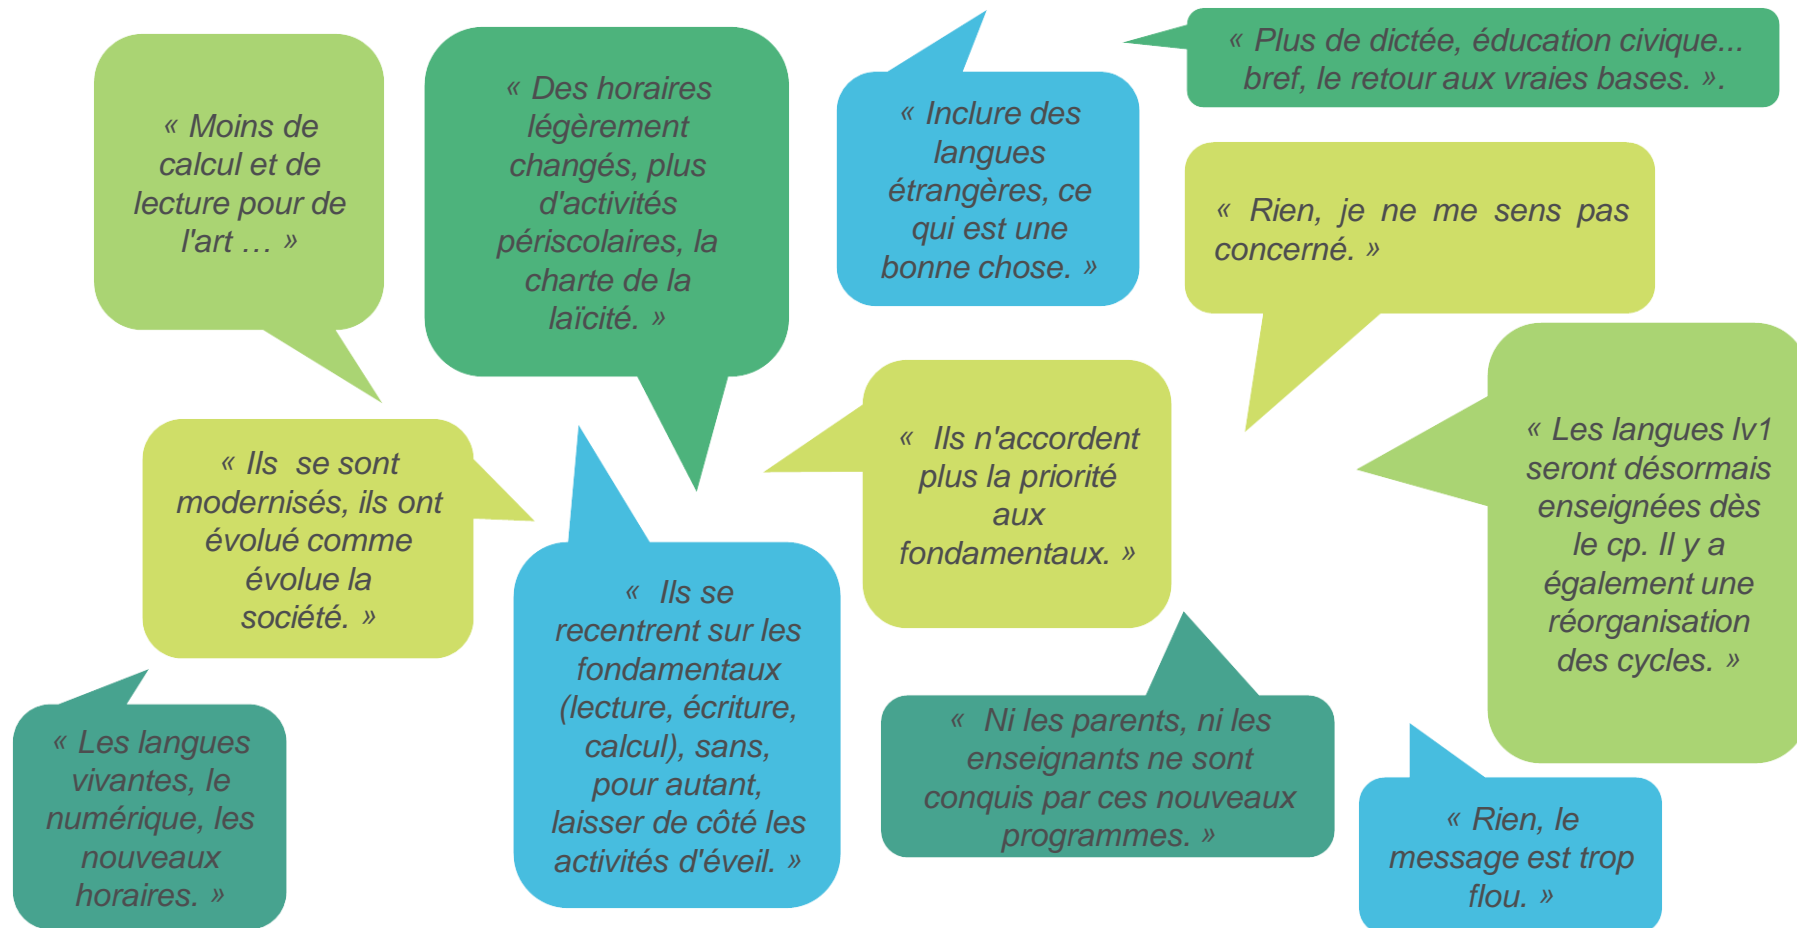 « Moins de
calcul et de
lecture pour de
l'art … »
« Des horaires
légèrement
changés, plus
d'activités
périscolaires, la
charte de la
laïcité. »
« Inclure des
langues
étrangères, ce
qui est une
bonne chose. »
« Plus de dictée, éducation civique...
bref, le retour aux vraies bases. ».
« Rien, je ne me sens pas
concerné. »
« Ils se sont
modernisés, ils ont
évolué comme
évolue la
société. »
« Ils se
recentrent sur les
fondamentaux
(lecture, écriture,
calcul), sans,
pour autant,
laisser de côté les
activités d'éveil. »
« Ils n'accordent
plus la priorité
aux
fondamentaux. »
« Les langues lv1
seront désormais
enseignées dès
le cp. Il y a
également une
réorganisation
des cycles. »
« Les langues
vivantes, le
numérique, les
nouveaux
horaires. »
« Ni les parents, ni les
enseignants ne sont
conquis par ces nouveaux
programmes. »
« Rien, le
message est trop
flou. »